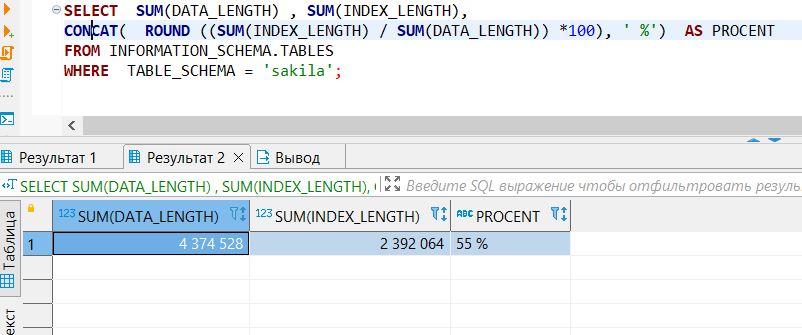 SELECT SUM(DATA_LENGTH) , SUM(INDEX_LENGTH),
CONCAT( ROUND ((SUM(INDEX_LENGTH) / SUM(DATA_LENGTH)) *100), ' %') AS PROCENT
FROM INFORMATION_SCHEMA.TABLES
WHERE TABLE_SCHEMA = 'sakila';
Результат 1 Результат 2 Вывод
SELECT SUM(DATA_LENGTH) , SUM(INDEX_LENGTH), Введите SQL выражение чтобы отфильтровать резуль
Таблица
123 SUM(DATA_LENGTH) 123 SUM(INDEX_LENGTH) ABC PROCENT
1 4 374 528 2 392 064 55 %
екст